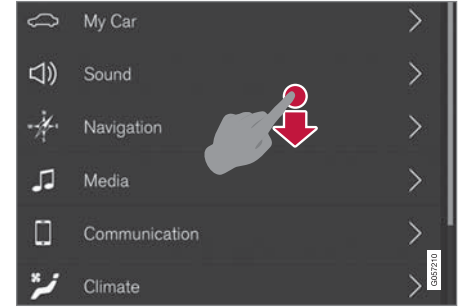 My Car
Sound
Navigation
Media
Communication
Climate
G057210